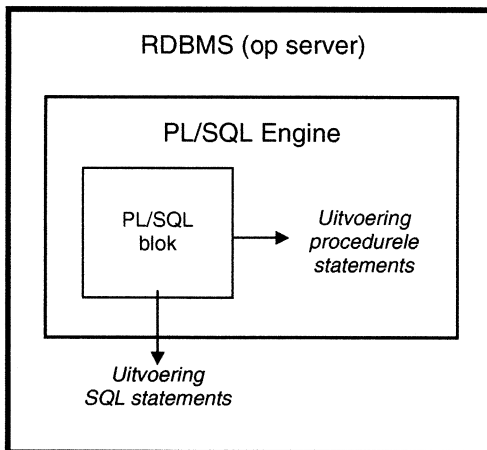 RDBMS (op server)
PL/SQL Engine
PL/SQL
blok
Uitvoering
procedurele
statements
Uitvoering
SQL statements